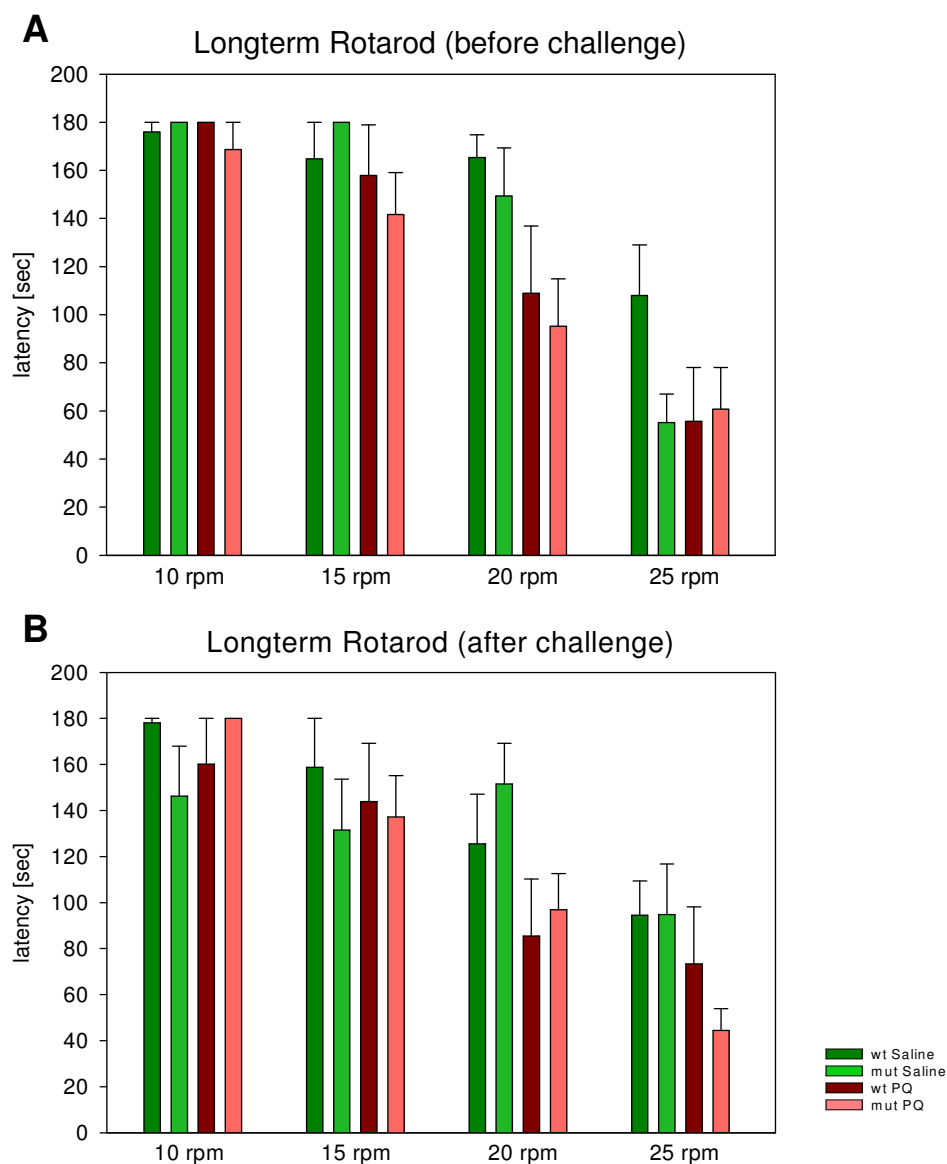 A
Longterm Rotarod (before challenge)
200
180
160
140
120
100
80
60
40
20
0
latency [sec]
10 rpm 15 rpm 20 rpm 25 rpm
B
Longterm Rotarod (after challenge)
200
180
160
140
120
100
80
60
40
20
0
latency [sec]
10 rpm 15 rpm 20 rpm 25 rpm
wt Saline
mut Saline
wt PQ
mut PQ